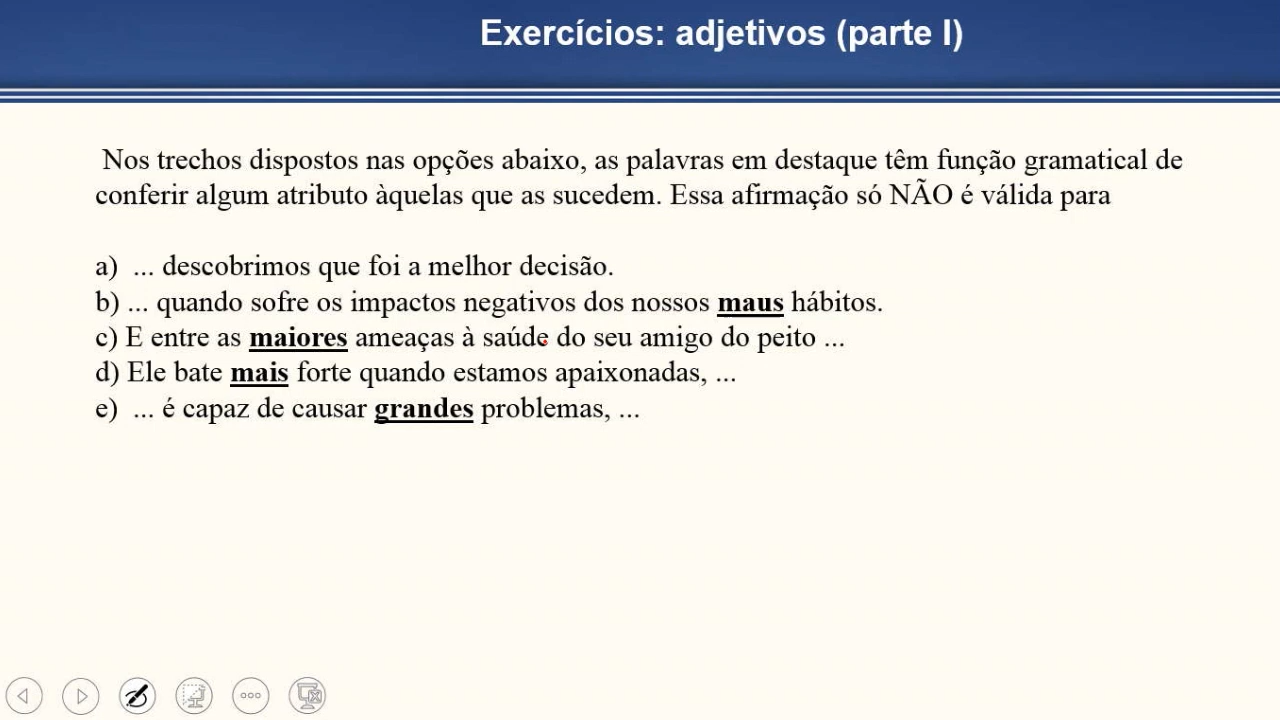 Exercícios: adjetivos (parte I)
Nos trechos dispostos nas opções abaixo, as palavras em destaque têm função gramatical de
conferir algum atributo àquelas que as sucedem. Essa afirmação só NÃO é válida para
a) ... descobrimos que foi a melhor decisão.
b) ... quando sofre os impactos negativos dos nossos maus hábitos.
c) E entre as maiores ameaças à saúde do seu amigo do peito ...
d) Ele bate mais forte quando estamos apaixonadas, ...
e) ... é capaz de causar grandes problemas, ...